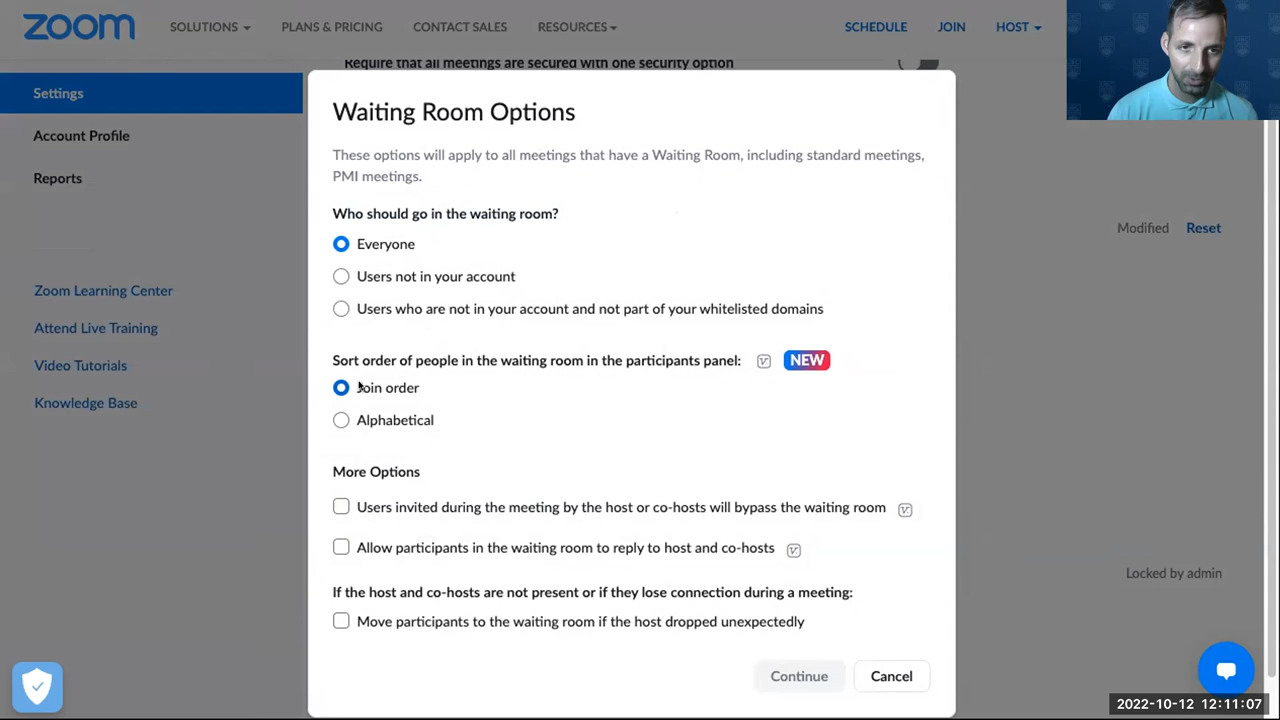 zoom
SOLUTIONS
PLANS & PRICING
CONTACT SALES
RESOURCES
SCHEDULE
JOIN
HOST
Require that all meetings are secured with one security option
Settings
Account Profile
Reports
Zoom Learning Center
Attend Live Training
Video Tutorials
Knowledge Base
Waiting Room Options
These options will apply to all meetings that have a Waiting Room, including standard meetings,
PMI meetings.
Who should go in the waiting room?
Everyone
Users not in your account
Users who are not in your account and not part of your whitelisted domains
Sort order of people in the waiting room in the participants panel:
NEW
Join order
Alphabetical
More Options
Users invited during the meeting by the host or co-hosts will bypass the waiting room
Allow participants in the waiting room to reply to host and co-hosts
If the host and co-hosts are not present or if they lose connection during a meeting:
Move participants to the waiting room if the host dropped unexpectedly
Continue
Cancel
Modified
Reset
Locked by admin
2022-10-12 12:11:07